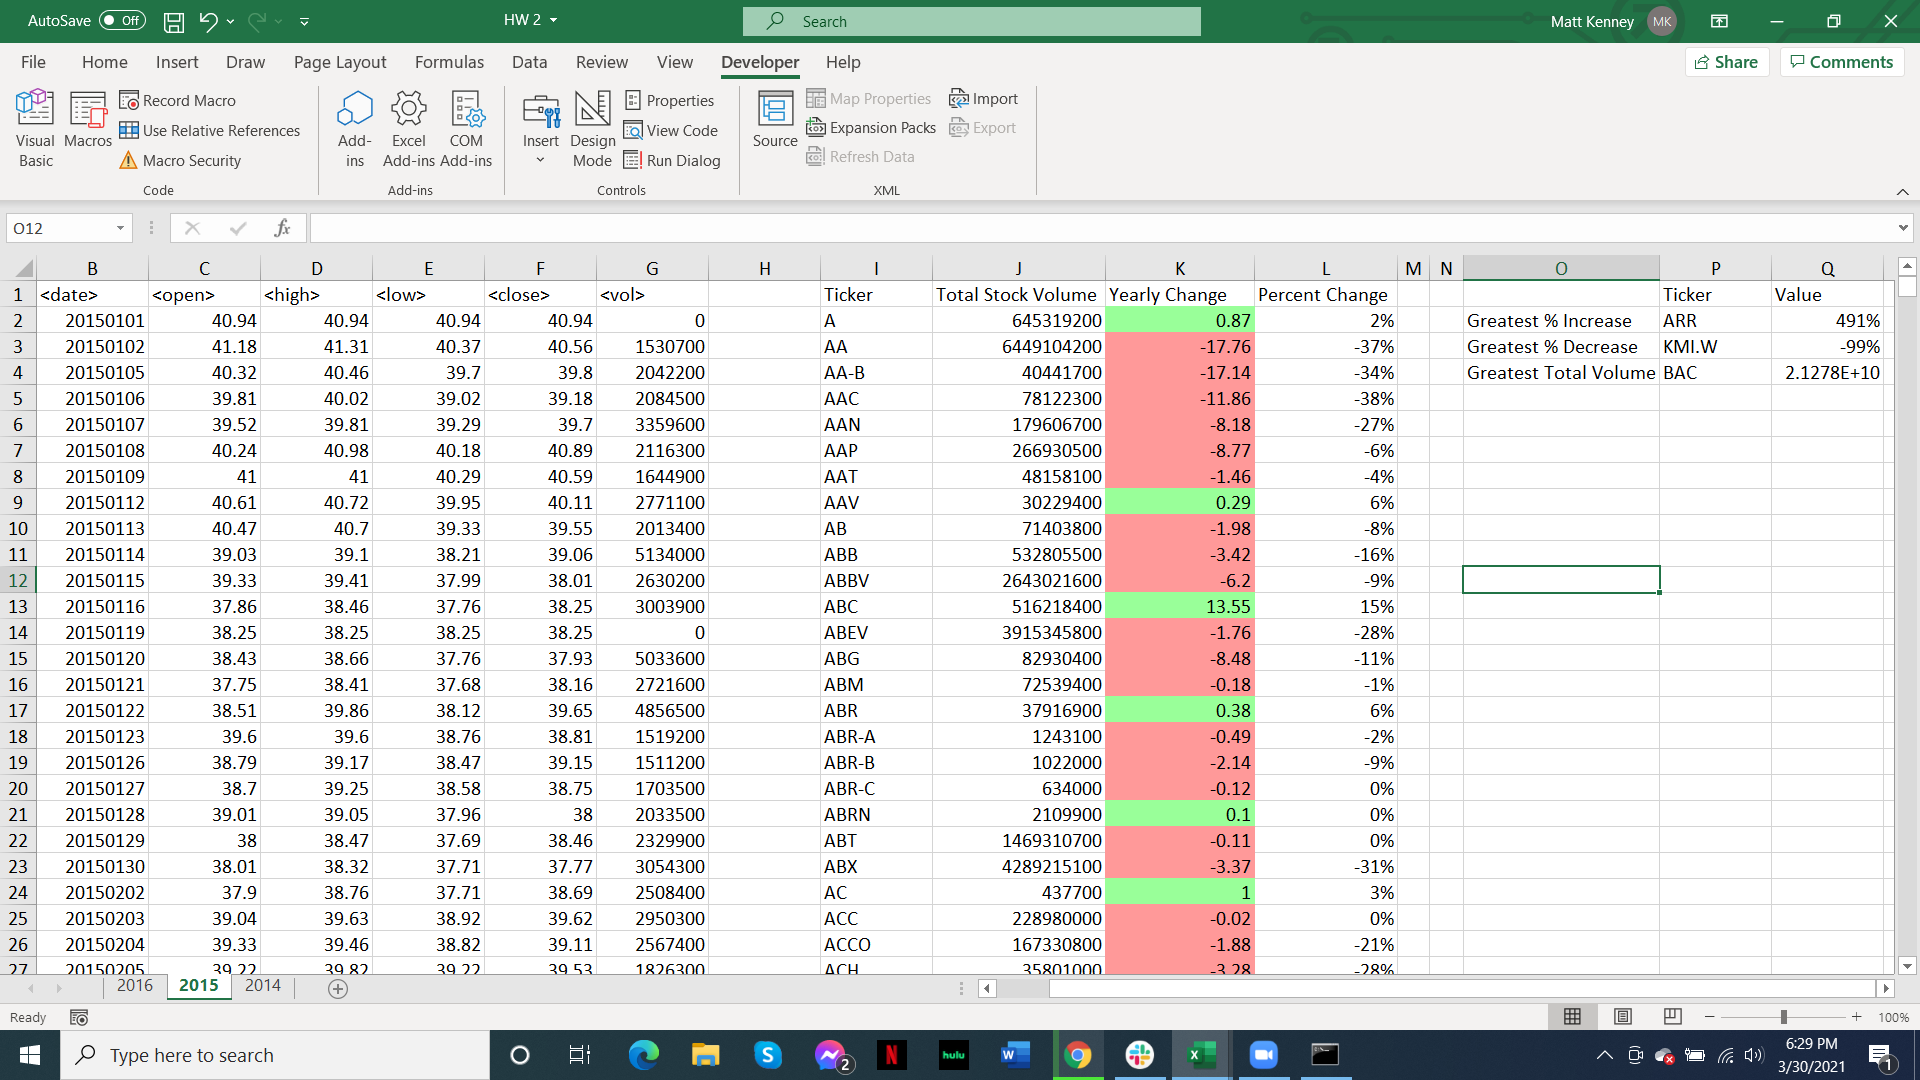 AutoSave Off HW 2 Search Matt Kenney MK
File Home Insert Draw Page Layout Formulas Data Review View Developer Help Share Comments
Visual Basic Macros Record Macro Use Relative References Macro Security Code
Add-ins Excel Add-ins COM Add-ins Add-ins
Insert Design Mode Properties View Code Run Dialog Controls
Source Map Properties Expansion Packs Refresh Data Import Export XML
O12 fx
B C D E F G H I J K L M N O P Q
1 <date> <open> <high> <low> <close> <vol> Ticker Total Stock Volume Yearly Change Percent Change Ticker Value
2 20150101 40.94 40.94 40.94 40.94 0 A 645319200 0.87 2% Greatest % Increase ARR 491%
3 20150102 41.18 41.31 40.37 40.56 1530700 AA 6449104200 -17.76 -37% Greatest % Decrease KMI.W -99%
4 20150105 40.32 40.46 39.7 39.8 2042200 AA-B 40441700 -17.14 -34% Greatest Total Volume BAC 2.1278E+10
5 20150106 39.81 40.02 39.02 39.18 2084500 AAC 78122300 -11.86 -38%
6 20150107 39.52 39.81 39.29 39.7 3359600 AAN 179606700 -8.18 -27%
7 20150108 40.24 40.98 40.18 40.89 2116300 AAP 266930500 -8.77 -6%
8 20150109 41 41 40.29 40.59 1644900 AAT 48158100 -1.46 -4%
9 20150112 40.61 40.72 39.95 40.11 2771100 AAV 30229400 0.29 6%
10 20150113 40.47 40.7 39.33 39.55 2013400 AB 71403800 -1.98 -8%
11 20150114 39.03 39.1 38.21 39.06 5134000 ABB 532805500 -3.42 -16%
12 20150115 39.33 39.41 37.99 38.01 2630200 ABBV 2643021600 -6.2 -9%
13 20150116 37.86 38.46 37.76 38.25 3003900 ABC 516218400 13.55 15%
14 20150119 38.25 38.25 38.25 38.25 0 ABEV 3915345800 -1.76 -28%
15 20150120 38.43 38.66 37.76 37.93 5033600 ABG 82930400 -8.48 -11%
16 20150121 37.75 38.41 37.68 38.16 2721600 ABM 72539400 -0.18 -1%
17 20150122 38.51 39.86 38.12 39.65 4856500 ABR 37916900 0.38 6%
18 20150123 39.6 39.6 38.76 38.81 1519200 ABR-A 1243100 -0.49 -2%
19 20150126 38.79 39.17 38.47 39.15 1511200 ABR-B 1022000 -2.14 -9%
20 20150127 38.7 39.25 38.58 38.75 1703500 ABR-C 634000 -0.12 0%
21 20150128 39.01 39.05 37.96 38 2033500 ABRN 2109900 0.1 0%
22 20150129 38 38.47 37.69 38.46 2329900 ABT 1469310700 -0.11 0%
23 20150130 38.01 38.32 37.71 37.77 3054300 ABX 4289215100 -3.37 -31%
24 20150202 37.9 38.76 37.71 38.69 2508400 AC 437700 1 3%
25 20150203 39.04 39.63 38.92 39.62 2950300 ACC 228980000 -0.02 0%
26 20150204 39.33 39.46 38.82 39.11 2567400 ACCO 167330800 -1.88 -21%
27 20150205 39.22 39.82 39.22 39.53 1826300 ACH 35801000 -3.28 -28%
2016 2015 2014
Ready 100%
Type here to search 2 hulu 6:29 PM
3/30/2021 1